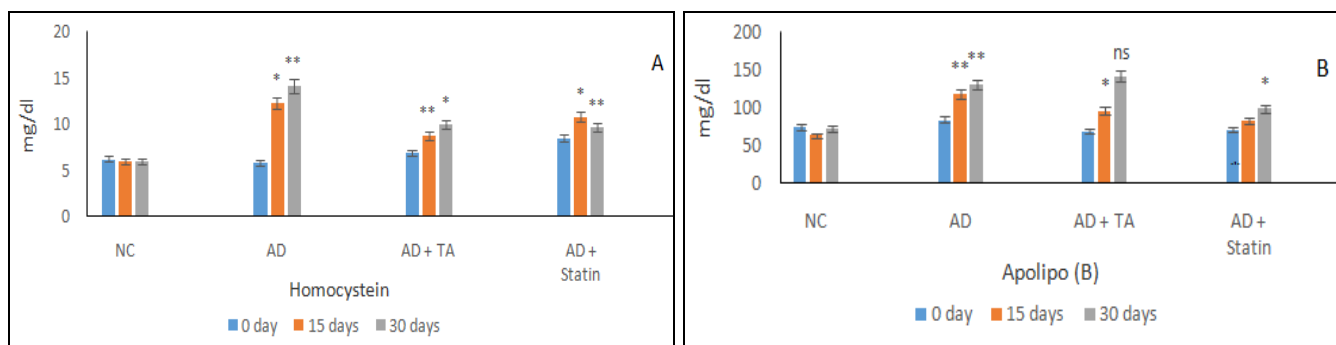 20
15
10
5
0
mg/dl
A
* **
** *
* **
NC AD AD + TA AD +
Statin
Homocystein
0 day 15 days 30 days
200
150
100
50
0
mg/dl
B
** **
* ns
*
NC AD AD + TA AD +
Statin
Apolipo (B)
0 day 15 days 30 days